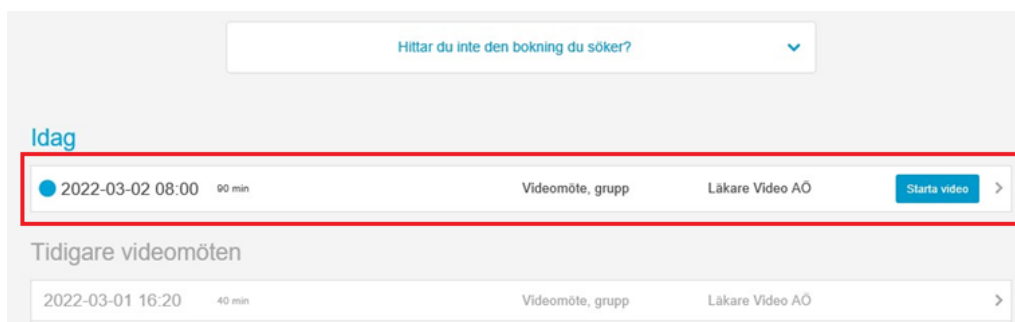 Hittar du inte den bokning du söker?
Idag
2022-03-02 08:00 90 min Videomöte, grupp Läkare Video AÖ Starta video
Tidigare videomöten
2022-03-01 16:20 40 min Videomöte, grupp Läkare Video AÖ